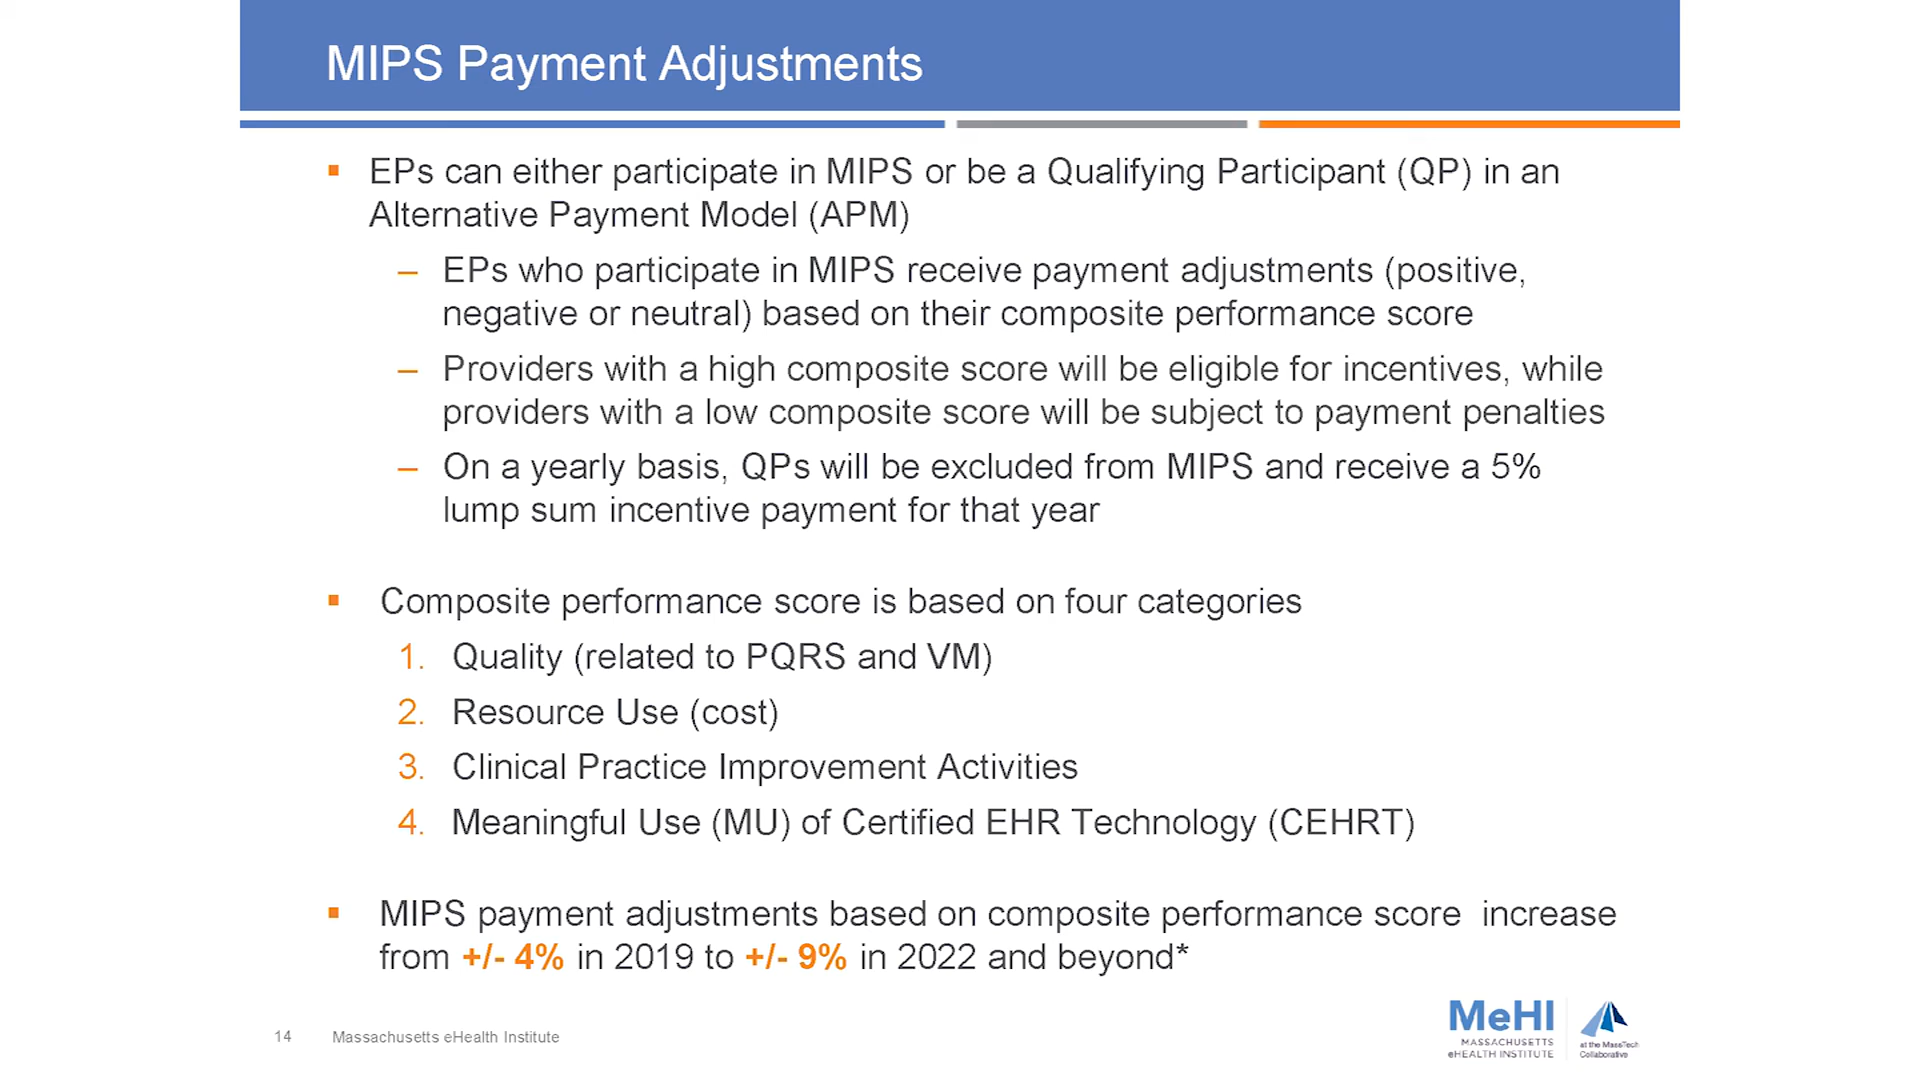 MIPS Payment Adjustments
▪ EPs can either participate in MIPS or be a Qualifying Participant (QP) in an
Alternative Payment Model (APM)
– EPs who participate in MIPS receive payment adjustments (positive,
negative or neutral) based on their composite performance score
– Providers with a high composite score will be eligible for incentives, while
providers with a low composite score will be subject to payment penalties
– On a yearly basis, QPs will be excluded from MIPS and receive a 5%
lump sum incentive payment for that year
▪ Composite performance score is based on four categories
1. Quality (related to PQRS and VM)
2. Resource Use (cost)
3. Clinical Practice Improvement Activities
4. Meaningful Use (MU) of Certified EHR Technology (CEHRT)
▪ MIPS payment adjustments based on composite performance score increase
from +/- 4% in 2019 to +/- 9% in 2022 and beyond*
14 Massachusetts eHealth Institute
MeHI
MASSACHUSETTS
eHEALTH INSTITUTE
at the MassTech
Collaborative